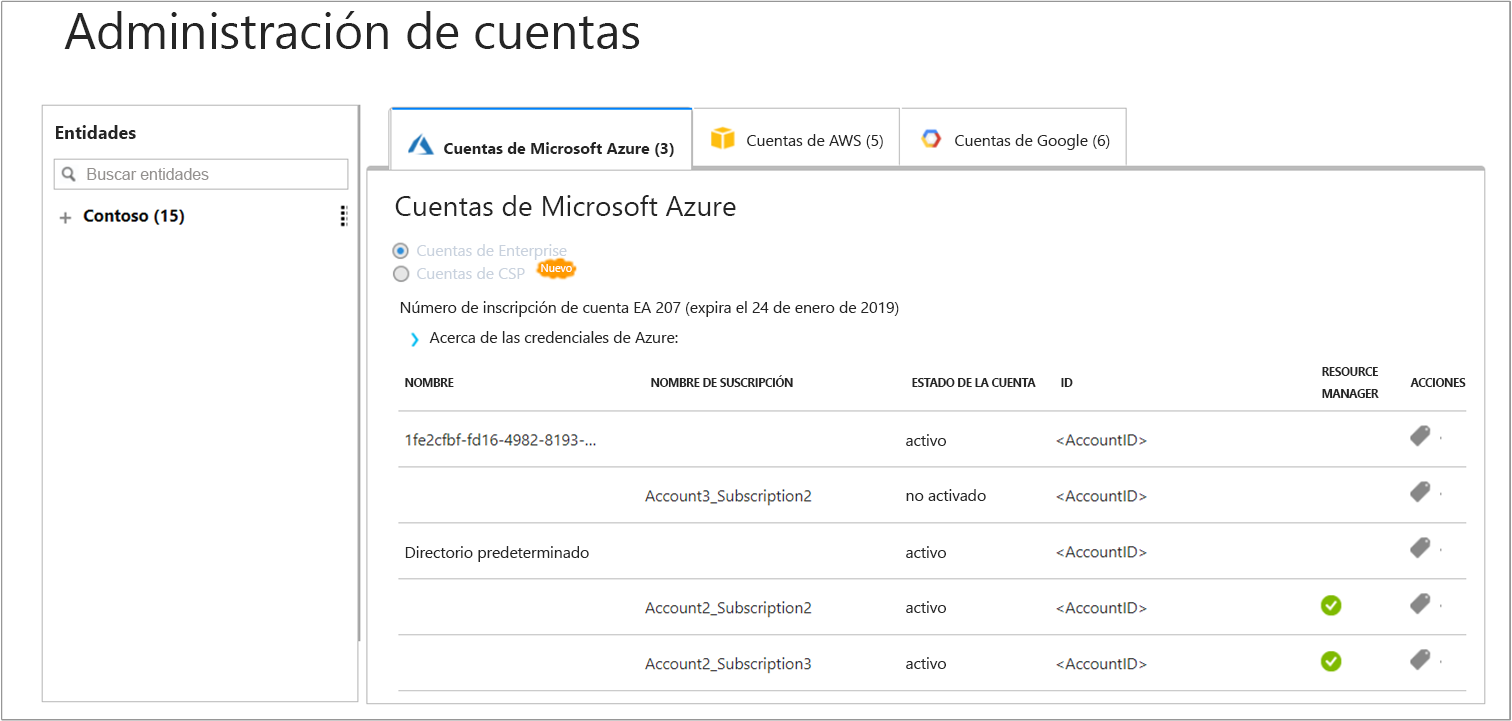 Administración de cuentas
Entidades
Buscar entidades
+ Contoso (15)
Cuentas de Microsoft Azure (3)
Cuentas de AWS (5)
Cuentas de Google (6)
Cuentas de Microsoft Azure
Cuentas de Enterprise
Cuentas de CSP Nuevo
Número de inscripción de cuenta EA 207 (expira el 24 de enero de 2019)
Acerca de las credenciales de Azure:
NOMBRE NOMBRE DE SUSCRIPCIÓN ESTADO DE LA CUENTA ID RESOURCE MANAGER ACCIONES
1fe2cfbf-fd16-4982-8193-... activo <AccountID>
Account3_Subscription2 no activado <AccountID>
Directorio predeterminado activo <AccountID>
Account2_Subscription2 activo <AccountID>
Account2_Subscription3 activo <AccountID>